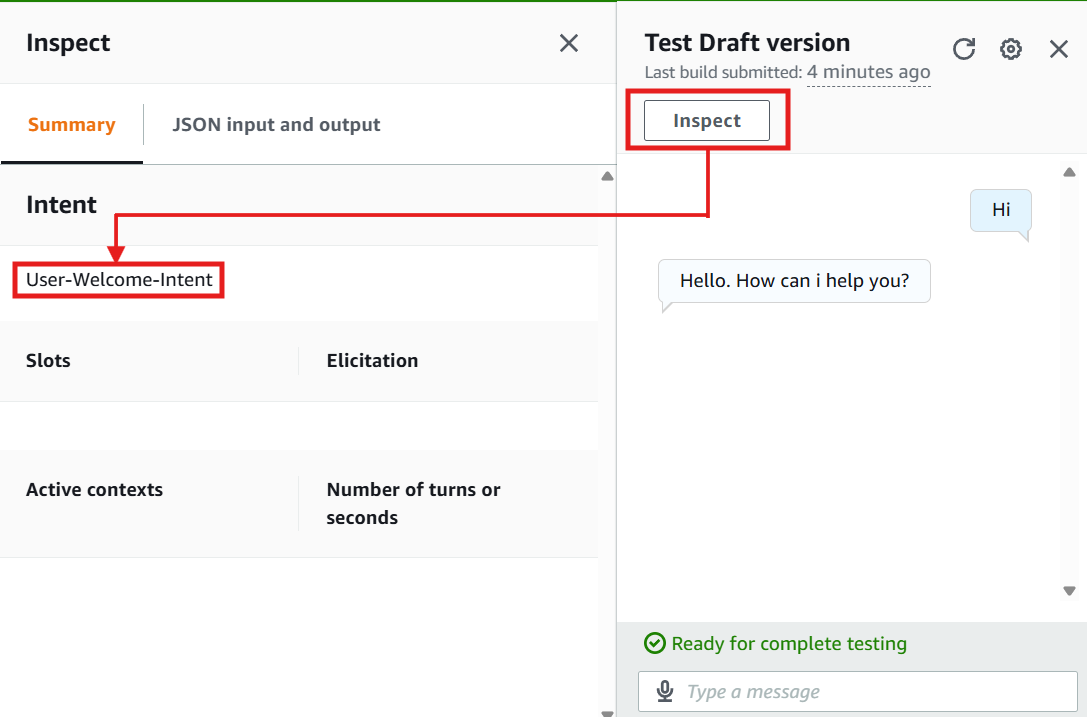 Inspect
Summary
JSON input and output
Intent
User-Welcome-Intent
Slots
Elicitation
Active contexts
Number of turns or
seconds
Test Draft version
Last build submitted: 4 minutes ago
Inspect
Hi
Hello. How can i help you?
Ready for complete testing
Type a message